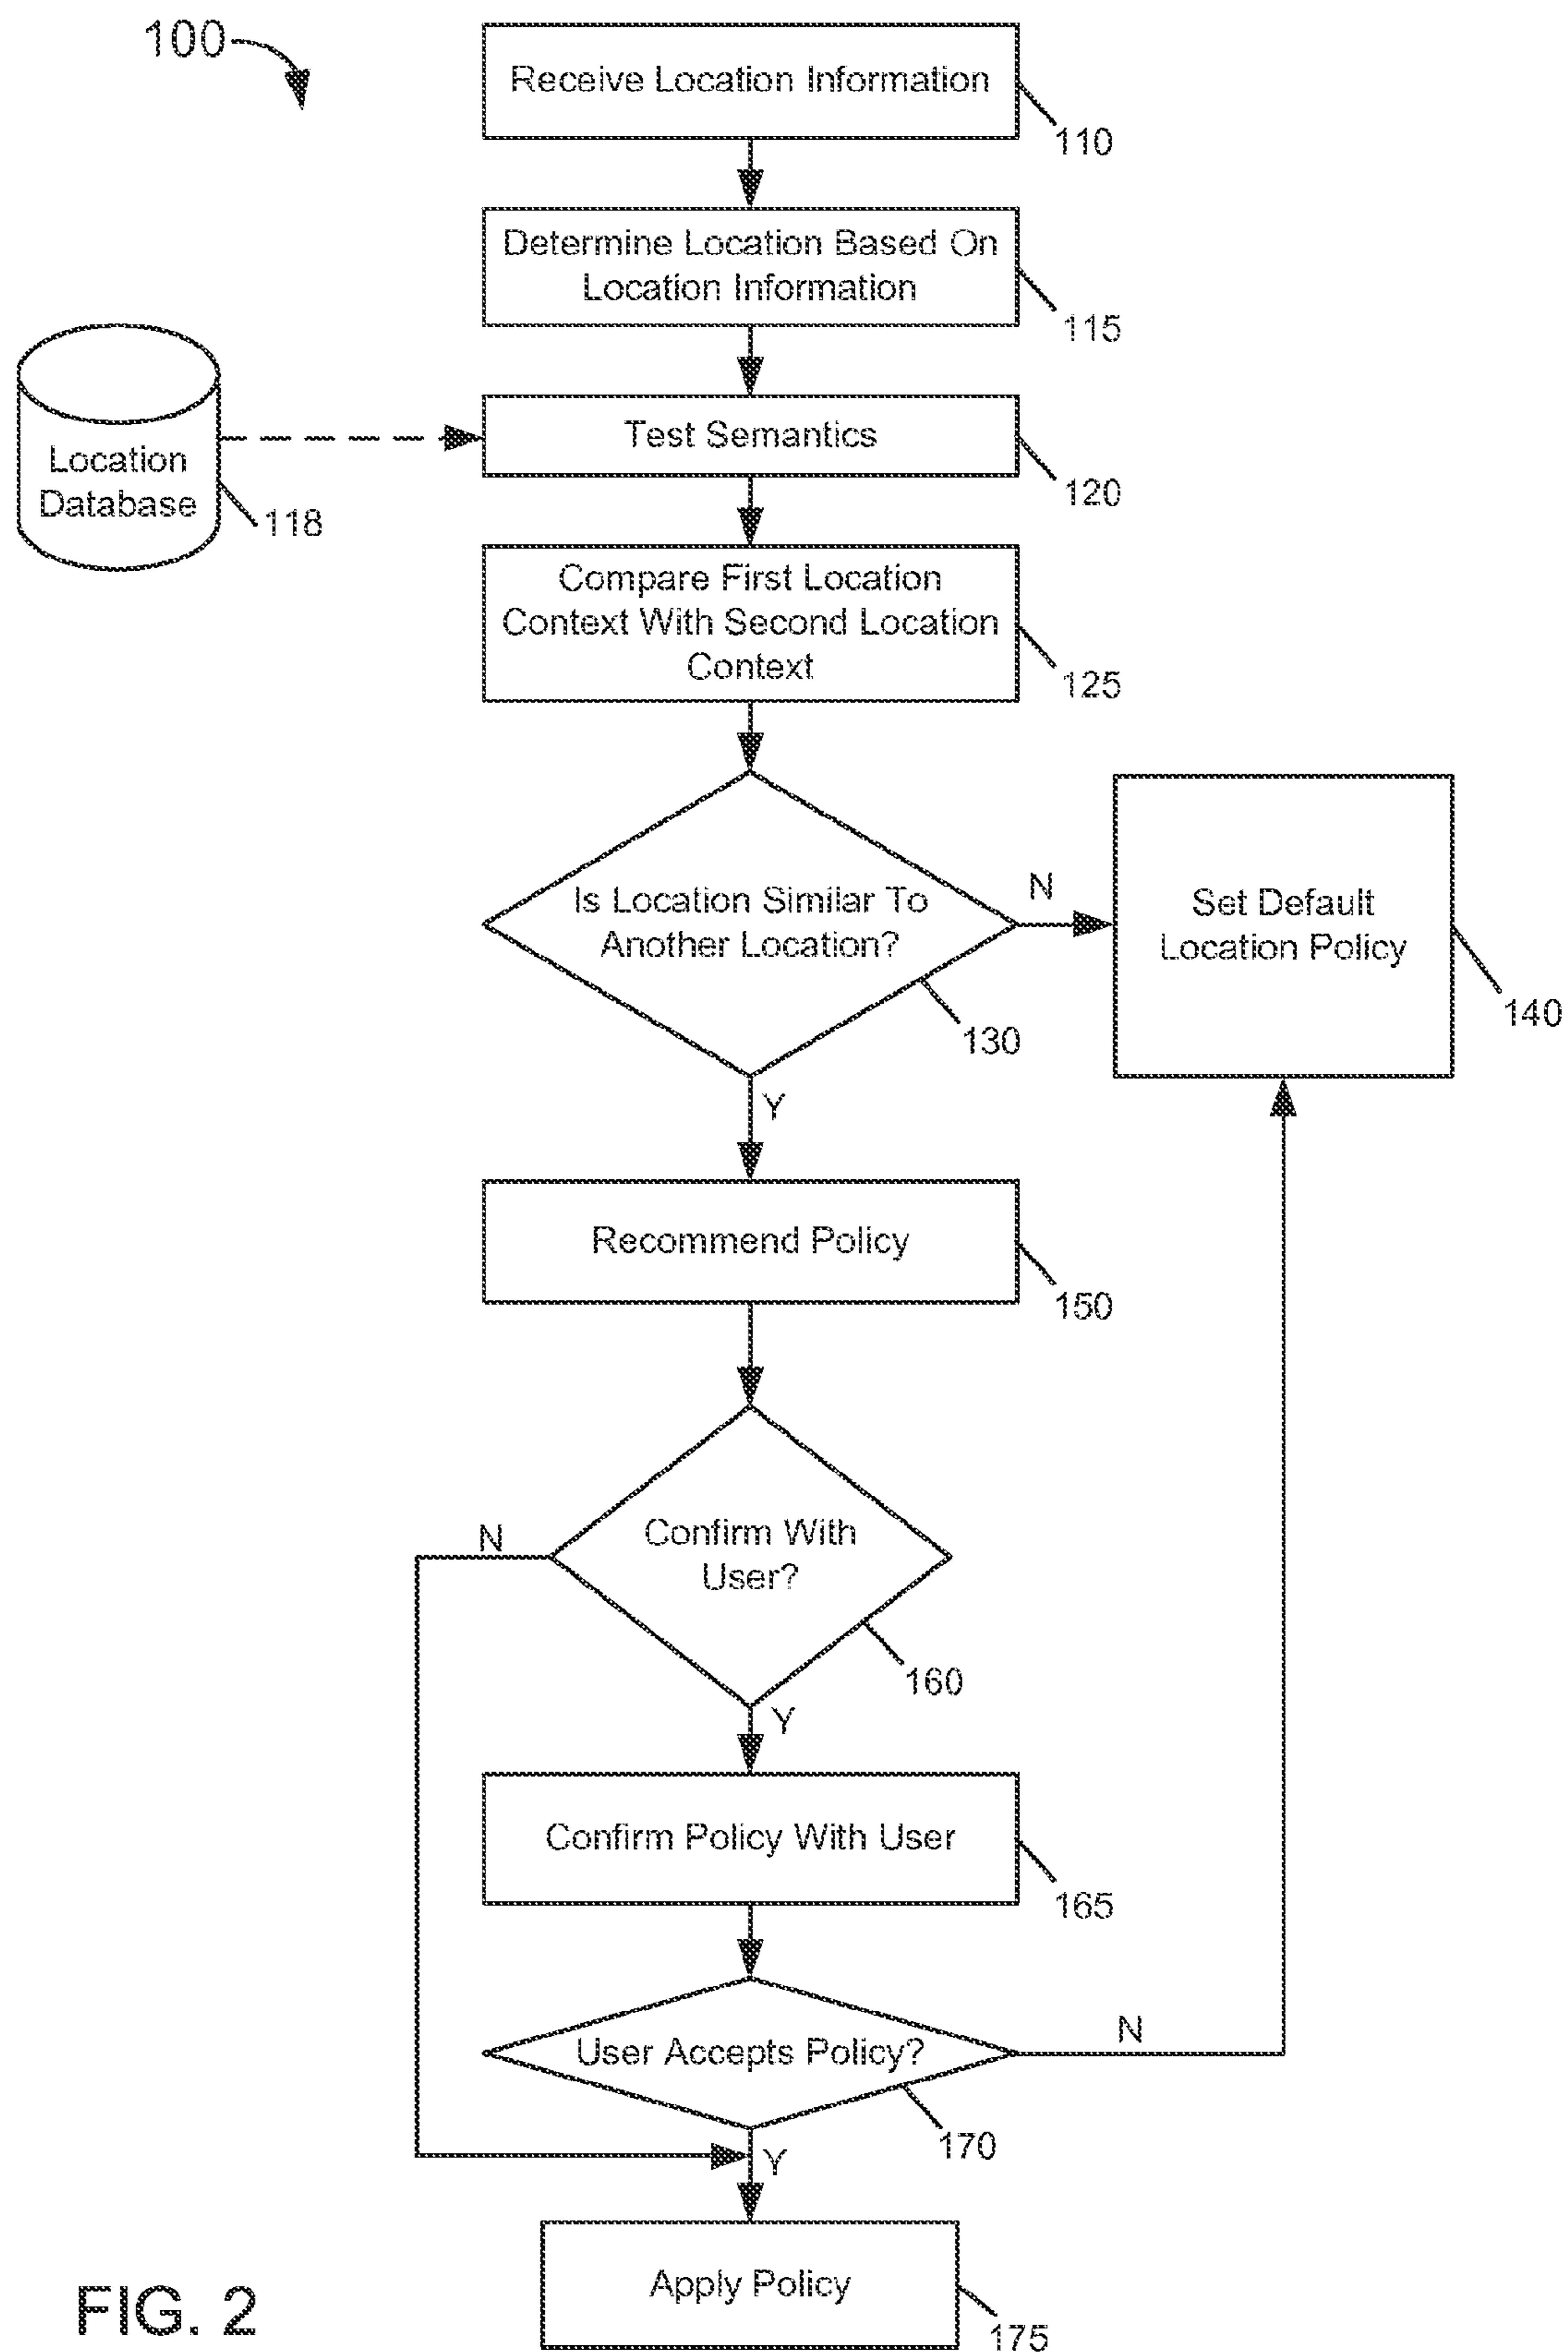 100
Receive Location Information
110
Determine Location Based On
Location Information
115
Location
Database
118
Test Semantics
120
Compare First Location
Context With Second Location
Context
125
Is Location Similar To
Another Location?
130
N
Set Default
Location Policy
140
Y
Recommend Policy
150
Confirm With
User?
160
N
Y
Confirm Policy With User
165
User Accepts Policy?
170
N
Y
Apply Policy
175
FIG. 2